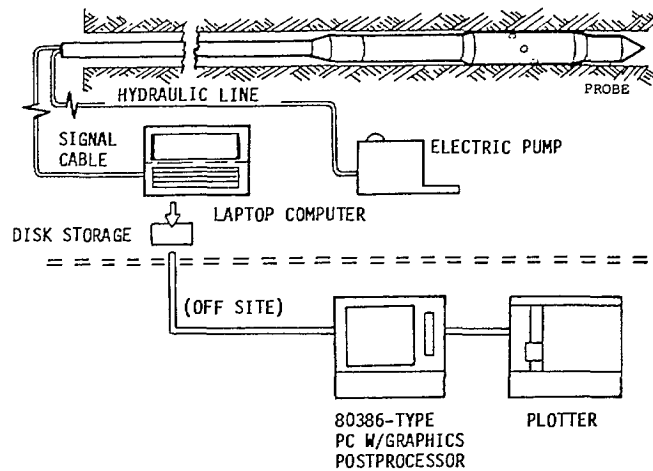 PROBE
HYDRAULIC LINE
SIGNAL
CABLE
ELECTRIC PUMP
LAPTOP COMPUTER
DISK STORAGE
(OFF SITE)
80386-TYPE
PC W/GRAPHICS
POSTPROCESSOR
PLOTTER